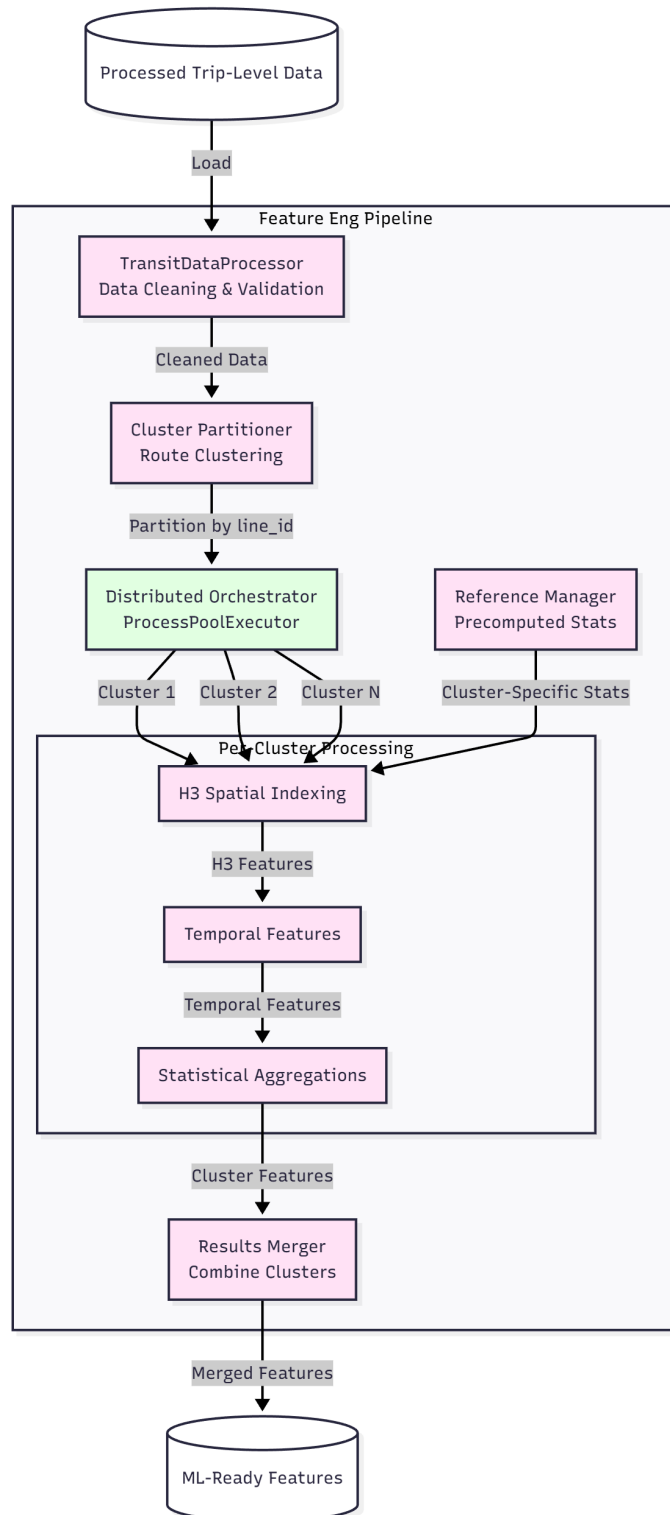 Processed Trip-Level Data
Load
Feature Eng Pipeline
TransitDataProcessor
Data Cleaning & Validation
Cleaned Data
Cluster Partitioner
Route Clustering
Partition by line_id
Distributed Orchestrator
ProcessPoolExecutor
Reference Manager
Precomputed Stats
Cluster 1
Cluster 2
Cluster N
Cluster-Specific Stats
Per-Cluster Processing
H3 Spatial Indexing
H3 Features
Temporal Features
Temporal Features
Statistical Aggregations
Cluster Features
Results Merger
Combine Clusters
Merged Features
ML-Ready Features